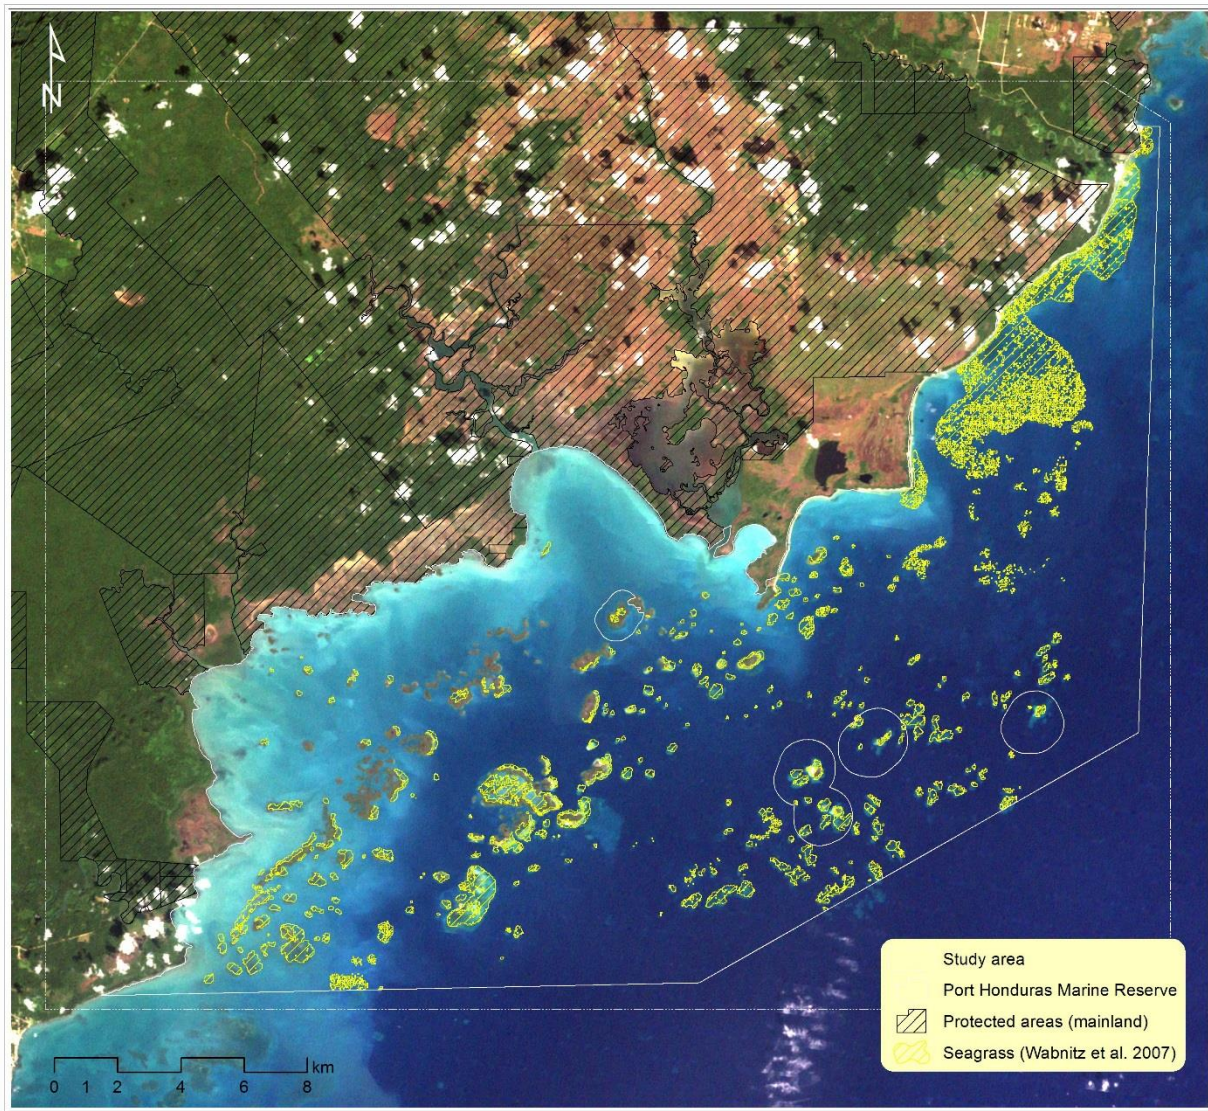 N
Study area
Port Honduras Marine Reserve
Protected areas (mainland)
Seagrass (Wabnitz et al. 2007)
km
0 1 2 4 6 8